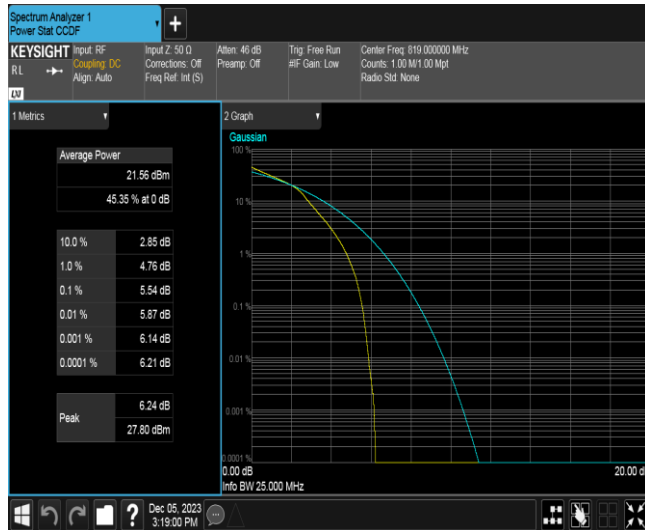 Spectrum Analyzer 1
Power Stat CCDF
+
KEYSIGHT
RL
LXI
Input: RF
Coupling: DC
Align: Auto
Input Z: 50 Ω
Corrections: Off
Freq Ref: Int (S)
Atten: 46 dB
Preamp: Off
Trig: Free Run
#IF Gain: Low
Center Freq: 819.000000 MHz
Counts: 1.00 M/1.00 Mpt
Radio Std: None
1 Metrics
Average Power
21.56 dBm
45.35 % at 0 dB
10.0 % 2.85 dB
1.0 % 4.76 dB
0.1 % 5.54 dB
0.01 % 5.87 dB
0.001 % 6.14 dB
0.0001 % 6.21 dB
Peak
6.24 dB
27.80 dBm
2 Graph
Gaussian
100 %
10 %
1 %
0.1 %
0.01 %
0.001 %
0.0001 %
0.00 dB
20.00 d
Info BW 25.000 MHz
?
Dec 05, 2023
3:19:00 PM